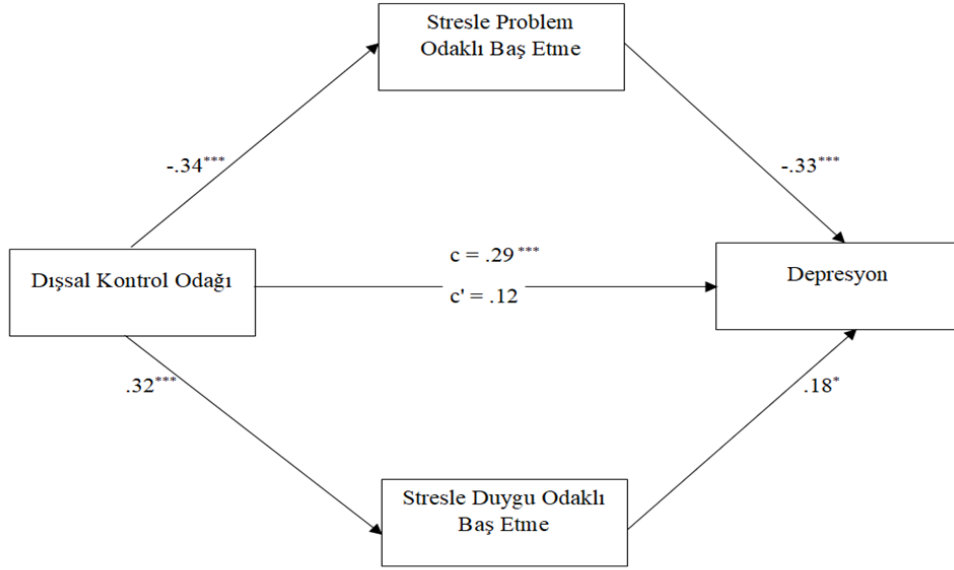 Stresle Problem
Odaklı Baş Etme
-.34***
-.33***
Dışsal Kontrol Odağı
c = .29 ***
c' = .12
Depresyon
.32***
.18*
Stresle Duygu Odaklı
Baş Etme